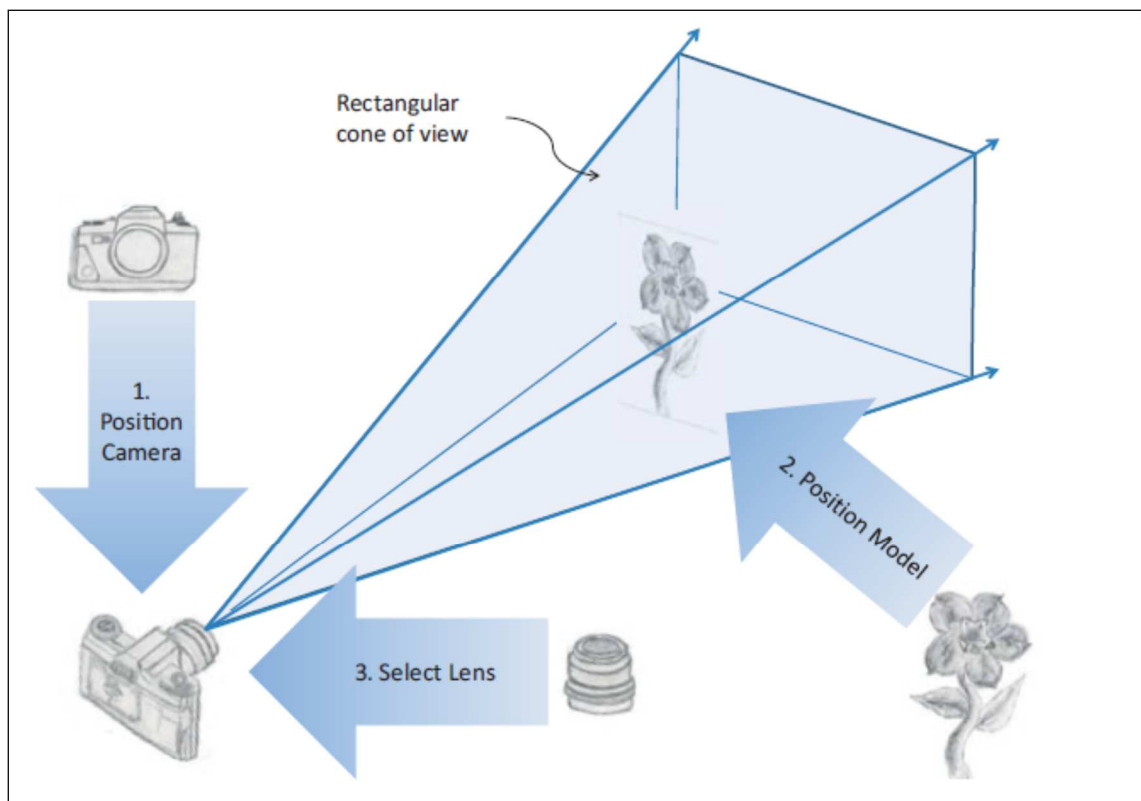 Rectangular
cone of view
1.
Position
Camera
2. Position Model
3. Select Lens